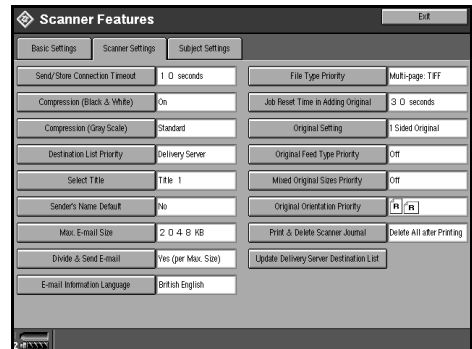 Scanner Features
Exit
Basic Settings
Scanner Settings
Subject Settings
Send/Store Connection Timeout
1 0 seconds
Compression (Black & White)
On
Compression (Gray Scale)
Standard
Destination List Priority
Delivery Server
Select Title
Title 1
Sender's Name Default
No
Max. E-mail Size
2 0 4 8 KB
Divide & Send E-mail
Yes (per Max. Size)
E-mail Information Language
British English
File Type Priority
Multi-page: TIFF
Job Reset Time in Adding Original
3 0 seconds
Original Setting
1 Sided Original
Original Feed Type Priority
Off
Mixed Original Sizes Priority
Off
Original Orientation Priority
R R
Print & Delete Scanner Journal
Delete All after Printing
Update Delivery Server Destination List
2